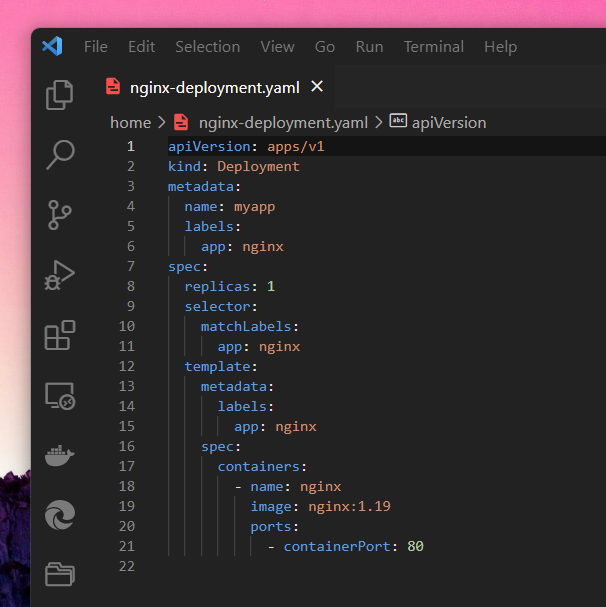 File Edit Selection View Go Run Terminal Help
nginx-deployment.yaml
home > nginx-deployment.yaml > abc apiVersion
1 apiVersion: apps/v1
2 kind: Deployment
3 metadata:
4   name: myapp
5   labels:
6     app: nginx
7 spec:
8   replicas: 1
9   selector:
10     matchLabels:
11       app: nginx
12   template:
13     metadata:
14       labels:
15         app: nginx
16     spec:
17       containers:
18         - name: nginx
19           image: nginx:1.19
20           ports:
21             - containerPort: 80
22